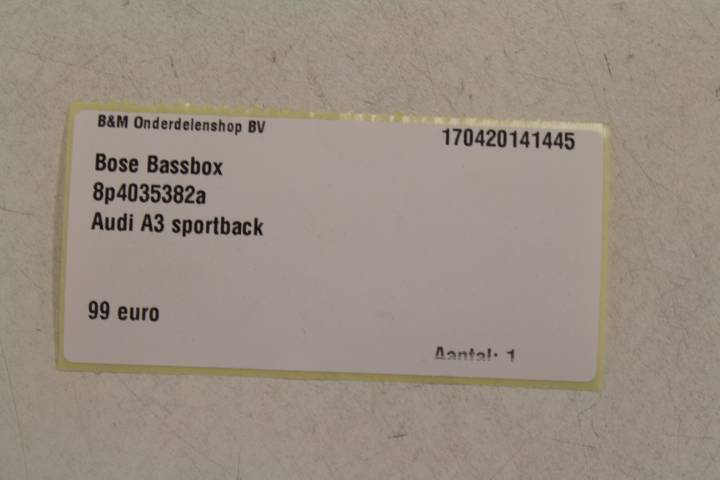 B&M Onderdelenshop BV
170420141445
Bose Bassbox
8p4035382a
Audi A3 sportback
99 euro
Aantal: 1